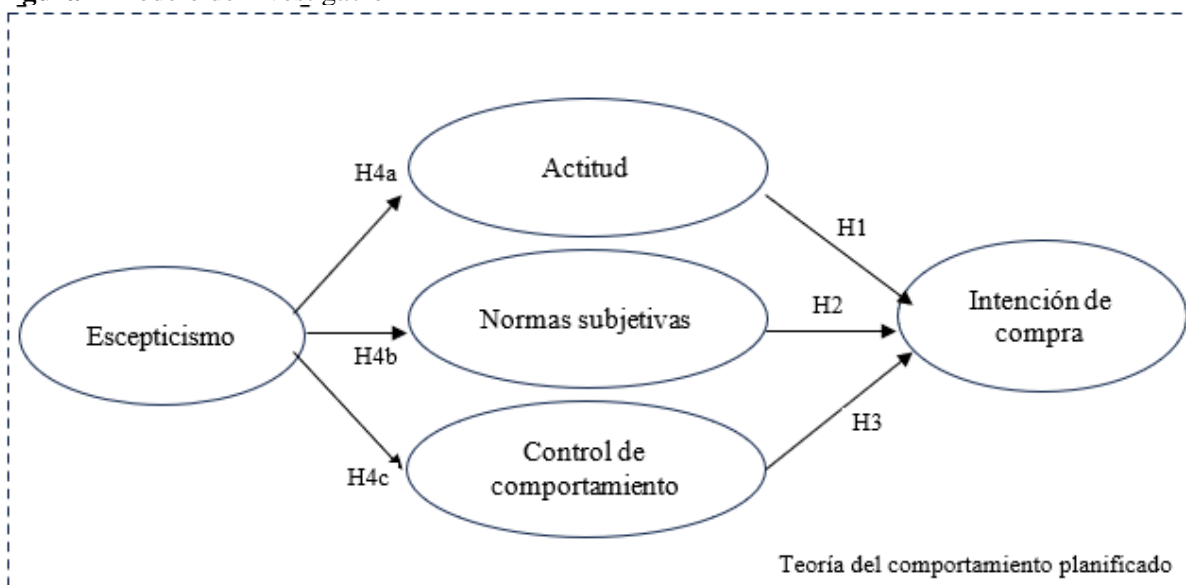 H4a
Actitud
H1
Escepticismo
H4b
Normas subjetivas
H2
Intención de
compra
H4c
Control de
comportamiento
H3
Teoría del comportamiento planificado